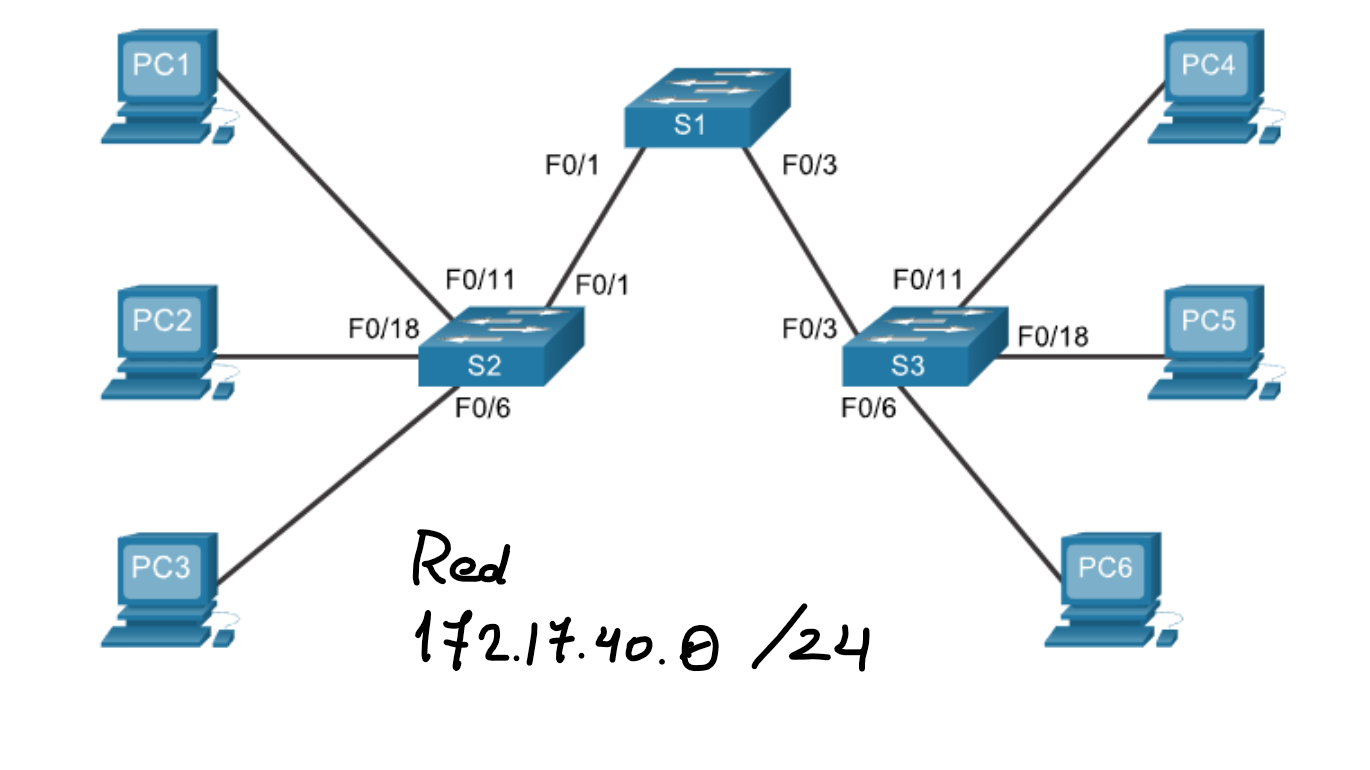 PC1
PC4
S1
F0/1
F0/3
F0/11
F0/1
F0/11
PC2
F0/18
F0/3
F0/18
PC5
S2
S3
F0/6
F0/6
PC3
PC6
Red
172.17.40.0 /24